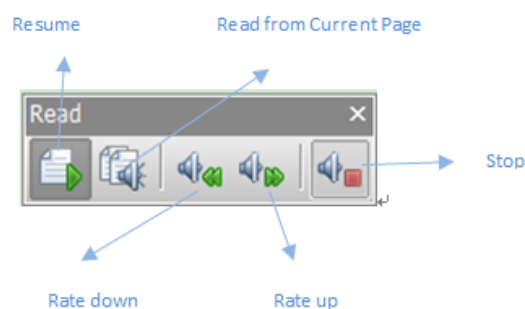 Resume
Read from Current Page
Read
Stop
Rate down
Rate up